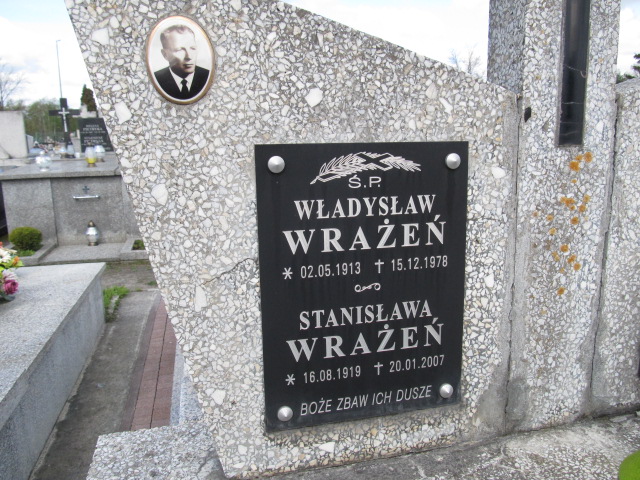 Ś.P.
WŁADYSŁAW
WRAŻEŃ
* 02.05.1913 † 15.12.1978
STANISŁAWA
WRAŻEŃ
* 16.08.1919 † 20.01.2007
BOŻE ZBAW ICH DUSZE